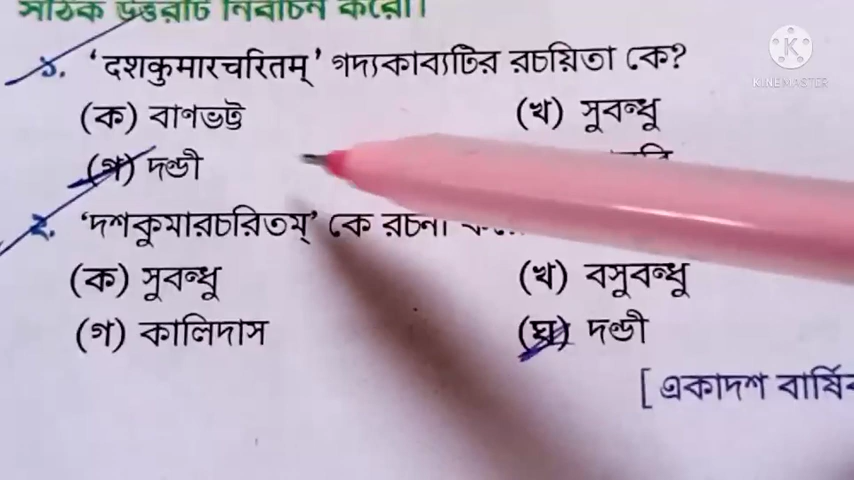 সঠিক উত্তরটি নির্বাচন করো।
১. ‘দশকুমারচরিতম্’ গদ্যকাব্যটির রচয়িতা কে?
(ক) বাণভট্ট (খ) সুবন্ধু
(গ) দণ্ডী
২. ‘দশকুমারচরিতম্’ কে রচনা
(ক) সুবন্ধু (খ) বসুবন্ধু
(গ) কালিদাস (ঘ) দণ্ডী
[একাদশ
KINEMASTER